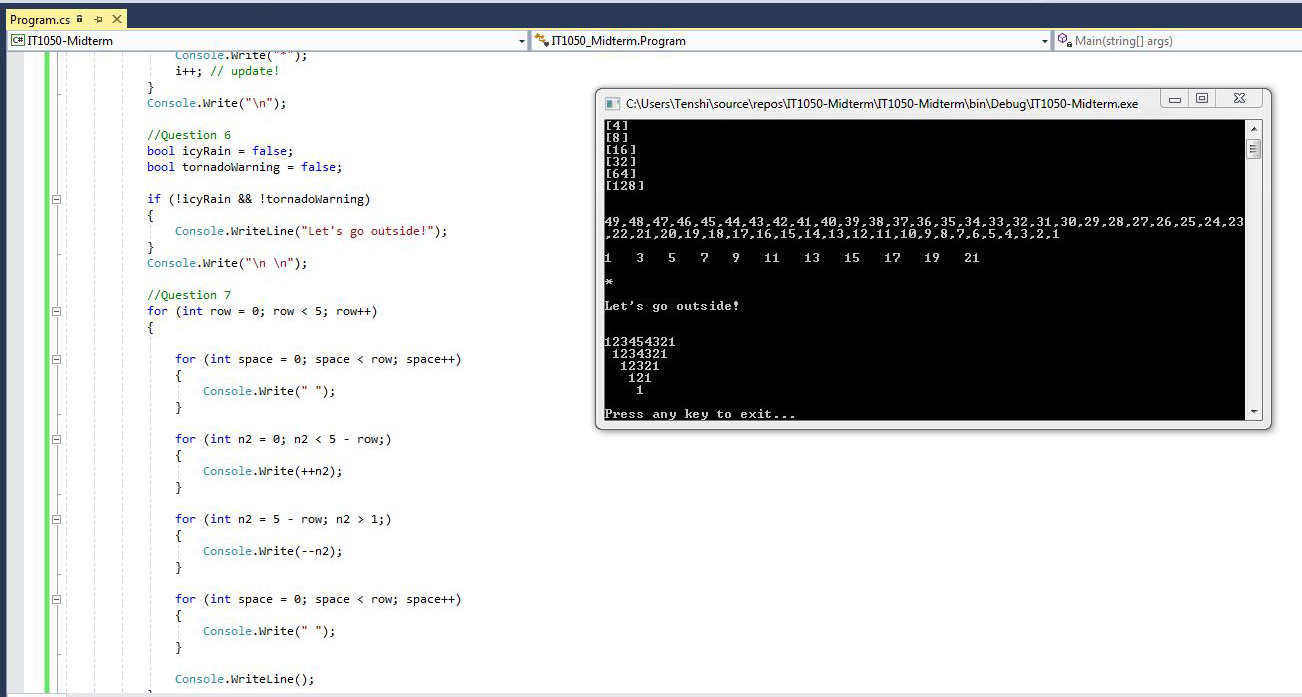 Program.cs
IT1050-Midterm
IT1050_Midterm.Program
Main(string[] args)
Console.Write("*");
i++; // update!
}
Console.Write("\n");
//Question 6
bool icyRain = false;
bool tornadoWarning = false;
if (!icyRain && !tornadoWarning)
{
Console.WriteLine("Let's go outside!");
}
Console.Write("\n \n");
//Question 7
for (int row = 0; row < 5; row++)
{
for (int space = 0; space < row; space++)
{
Console.Write(" ");
}
for (int n2 = 0; n2 < 5 - row;)
{
Console.Write(++n2);
}
for (int n2 = 5 - row; n2 > 1;)
{
Console.Write(--n2);
}
for (int space = 0; space < row; space++)
{
Console.Write(" ");
}
Console.WriteLine();
C:\Users\Tenshi\source\repos\IT1050-Midterm\IT1050-Midterm\bin\Debug\IT1050-Midterm.exe
[4]
[8]
[16]
[32]
[64]
[128]
49,48,47,46,45,44,43,42,41,40,39,38,37,36,35,34,33,32,31,30,29,28,27,26,25,24,23
,22,21,20,19,18,17,16,15,14,13,12,11,10,9,8,7,6,5,4,3,2,1
1 3 5 7 9 11 13 15 17 19 21
*
Let's go outside!
123454321
1234321
12321
121
1
Press any key to exit...